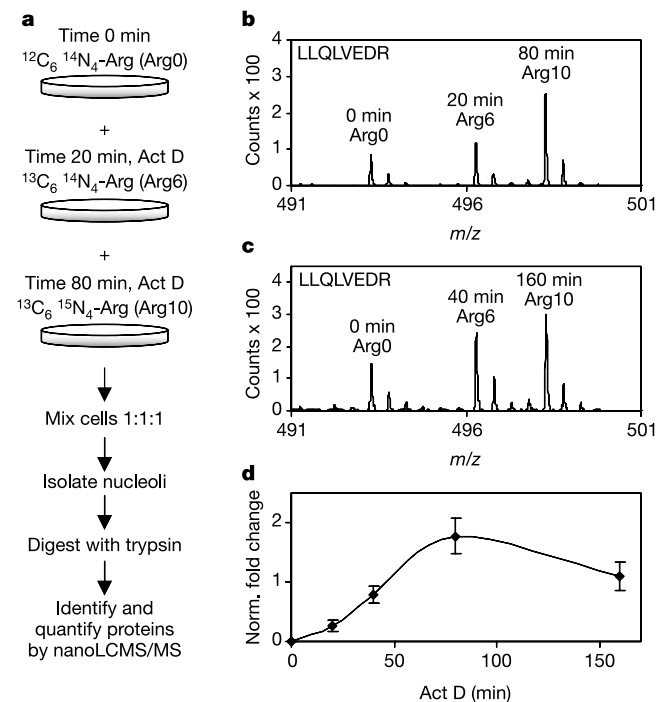 a
Time 0 min
¹²C₆ ¹⁴N₄-Arg (Arg0)
+
Time 20 min, Act D
¹³C₆ ¹⁴N₄-Arg (Arg6)
+
Time 80 min, Act D
¹³C₆ ¹⁵N₄-Arg (Arg10)
Mix cells 1:1:1
Isolate nucleoli
Digest with trypsin
Identify and
quantify proteins
by nanoLCMS/MS
b
LLQLVEDR
80 min
Arg10
20 min
Arg6
0 min
Arg0
Counts x 100
4
3
2
1
0
491
496
501
m/z
c
LLQLVEDR
160 min
Arg10
40 min
Arg6
0 min
Arg0
Counts x 100
4
3
2
1
0
491
496
501
m/z
d
Norm. fold change
2
1
0
0
50
100
150
Act D (min)